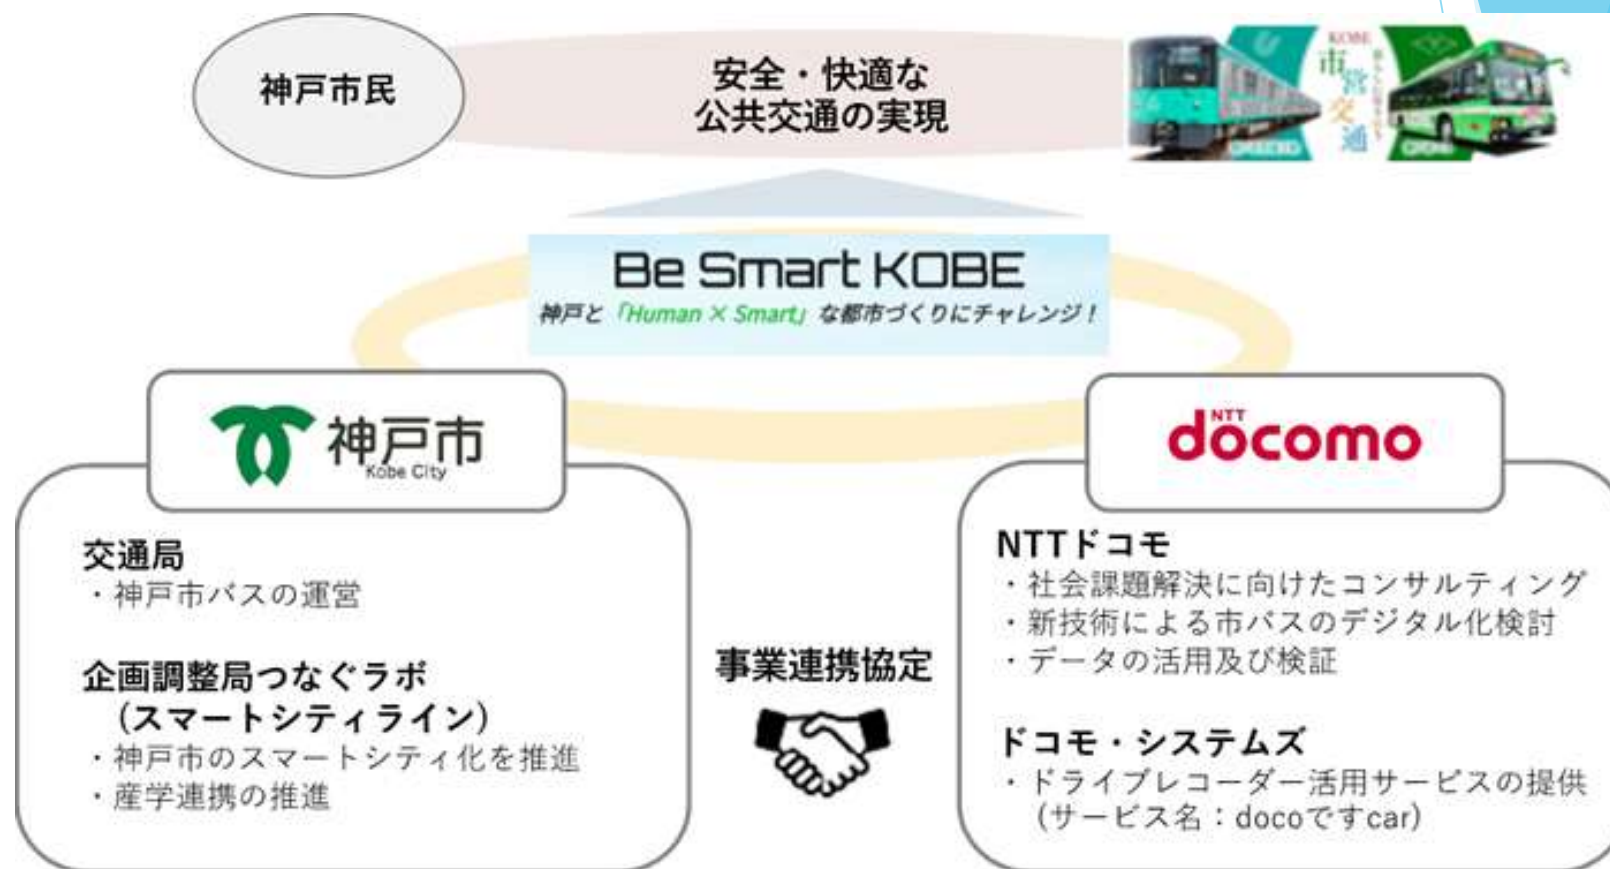 神戸市民
安全・快適な
公共交通の実現
KOBE
市営交通
Be Smart KOBE
神戸と「Human × Smart」な都市づくりにチャレンジ!
神戸市
Kobe City
交通局
・神戸市バスの運営
企画調整局つなぐラボ
(スマートシティライン)
・神戸市のスマートシティ化を推進
・産学連携の推進
事業連携協定
NTT
docomo
NTTドコモ
・社会課題解決に向けたコンサルティング
・新技術による市バスのデジタル化検討
・データの活用及び検証
ドコモ・システムズ
・ドライブレコーダー活用サービスの提供
(サービス名:docoですcar)